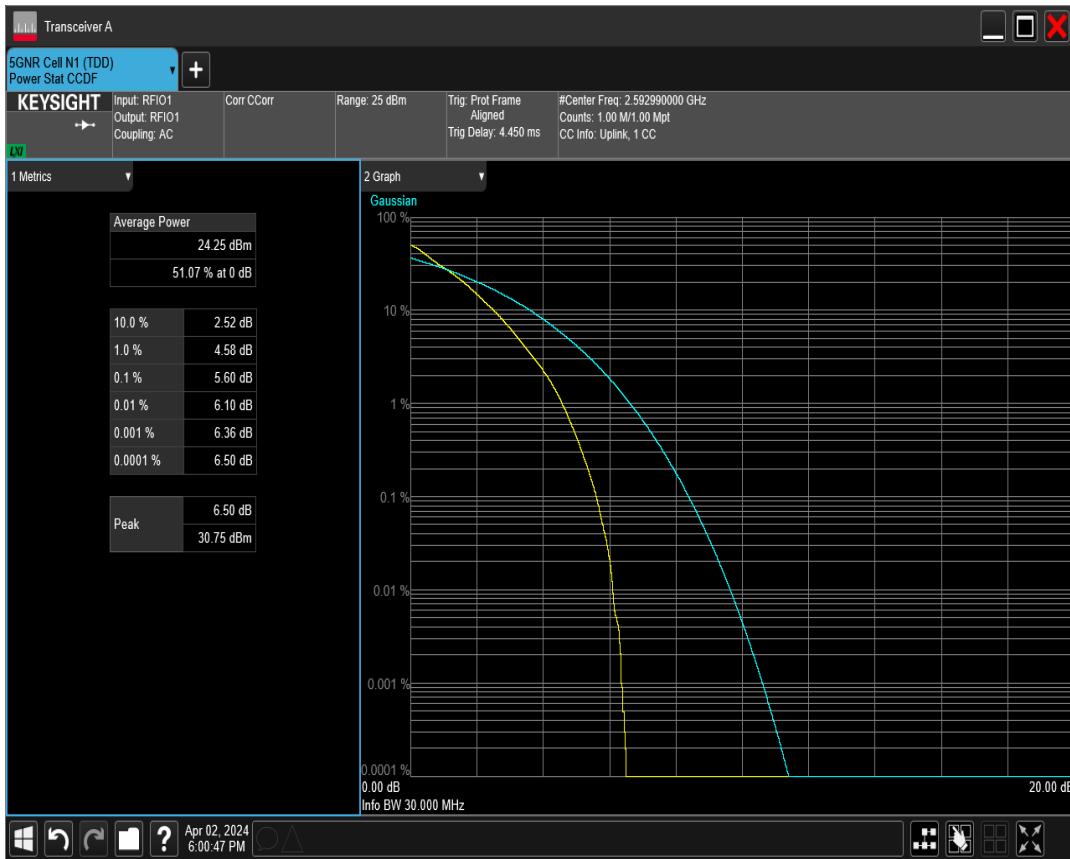 Transceiver A
5GNR Cell N1 (TDD)
Power Stat CCDF
+
KEYSIGHT
LXI
Input: RFIO1
Output: RFIO1
Coupling: AC
Corr CCorr
Range: 25 dBm
Trig: Prot Frame
Aligned
Trig Delay: 4.450 ms
#Center Freq: 2.592990000 GHz
Counts: 1.00 M/1.00 Mpt
CC Info: Uplink, 1 CC
1 Metrics
Average Power
24.25 dBm
51.07 % at 0 dB
10.0 % 2.52 dB
1.0 % 4.58 dB
0.1 % 5.60 dB
0.01 % 6.10 dB
0.001 % 6.36 dB
0.0001 % 6.50 dB
Peak
6.50 dB
30.75 dBm
2 Graph
Gaussian
100 %
10 %
1 %
0.1 %
0.01 %
0.001 %
0.0001 %
0.00 dB
20.00 dB
Info BW 30.000 MHz
?
Apr 02, 2024
6:00:47 PM